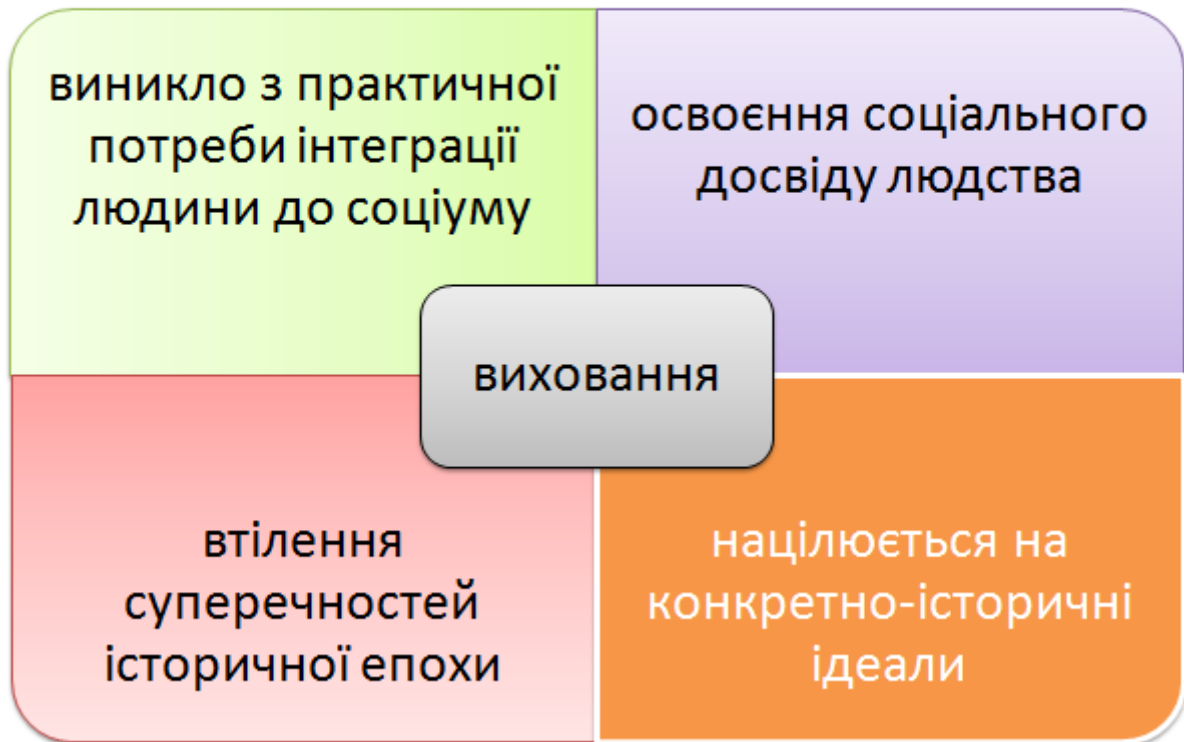 виникло з практичної
потреби інтеграції
людини до соціуму
освоєння соціального
досвіду людства
виховання
втілення
суперечностей
історичної епохи
націлюється на
конкретно-історичні
ідеали